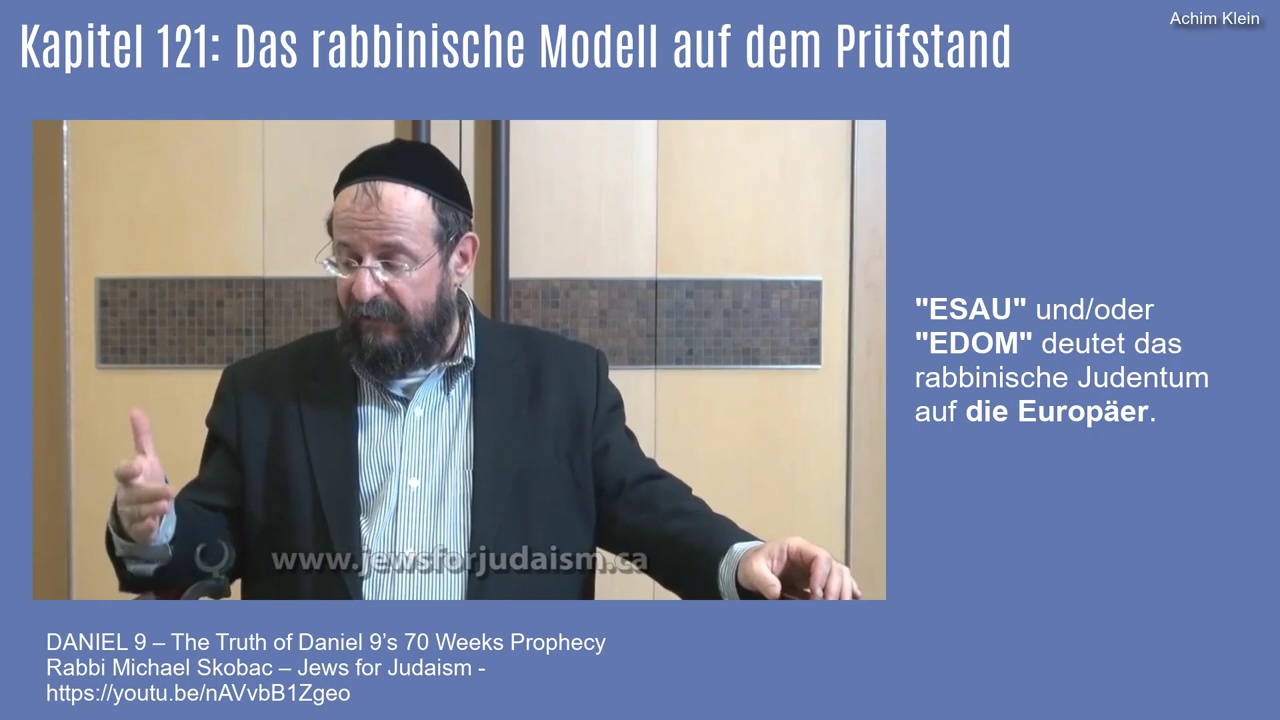 Achim Klein
Kapitel 121: Das rabbinische Modell auf dem Prüfstand
"ESAU" und/oder
"EDOM" deutet das
rabbinische Judentum
auf die Europäer.
www.jewsforjudaism.ca
DANIEL 9 – The Truth of Daniel 9’s 70 Weeks Prophecy
Rabbi Michael Skobac – Jews for Judaism -
https://youtu.be/nAVvbB1Zgeo